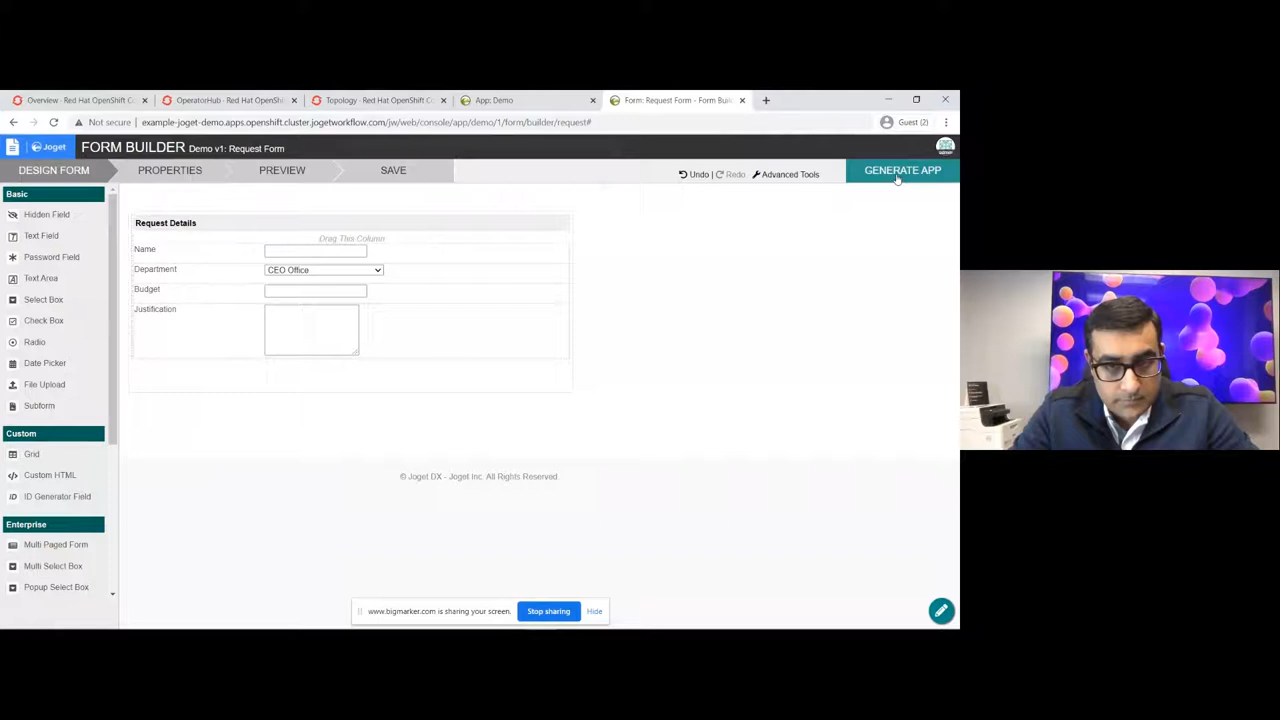 Overview - Red Hat OpenShift Co
OperatorHub - Red Hat OpenShift
Topology - Red Hat OpenShift Co
App: Demo
Form: Request Form - Form Buil
Not secure
example-joget-demo.apps.openshift.cluster.jogetworkflow.com/jw/web/console/app/demo/1/form/builder/request#
Guest (2)
Joget
FORM BUILDER Demo v1: Request Form
admin
DESIGN FORM
PROPERTIES
PREVIEW
SAVE
Undo | Redo
Advanced Tools
GENERATE APP
Basic
Hidden Field
Text Field
Password Field
Text Area
Select Box
Check Box
Radio
Date Picker
File Upload
Subform
Custom
Grid
Custom HTML
ID Generator Field
Enterprise
Multi Paged Form
Multi Select Box
Popup Select Box
Request Details
Drag This Column
Name
Department
CEO Office
Budget
Justification
© Joget DX - Joget Inc. All Rights Reserved.
www.bigmarker.com is sharing your screen.
Stop sharing
Hide